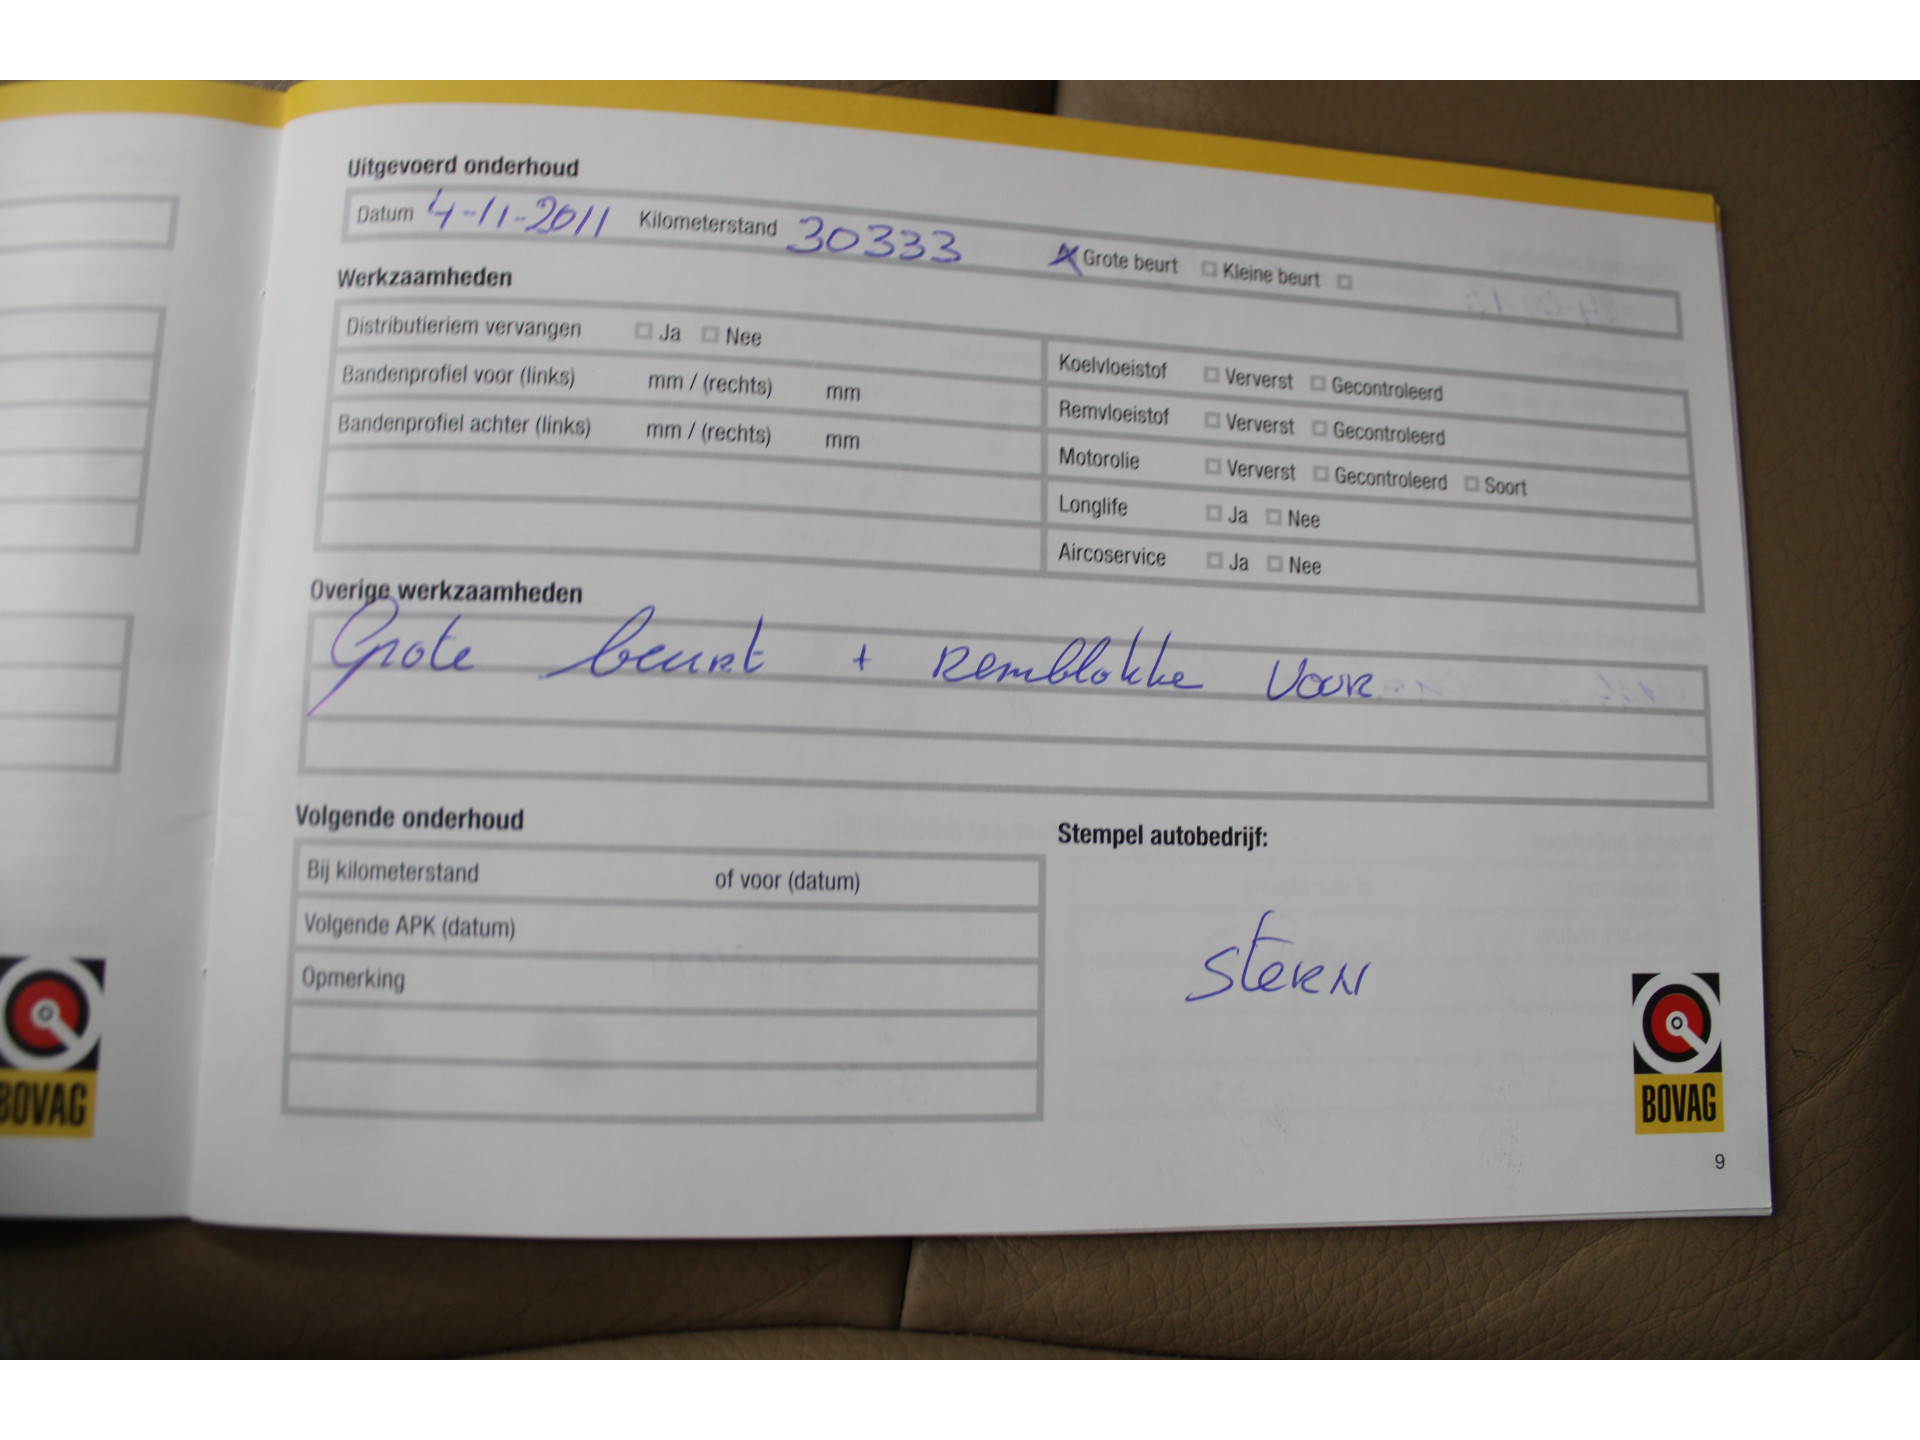 Uitgevoerd onderhoud
Datum 4-11-2011 Kilometerstand 30333 Grote beurt Kleine beurt
Werkzaamheden
Distributieriem vervangen Ja Nee
Bandenprofiel voor (links) mm / (rechts) mm
Bandenprofiel achter (links) mm / (rechts) mm
Koelvloeistof Ververst Gecontroleerd
Remvloeistof Ververst Gecontroleerd
Motorolie Ververst Gecontroleerd Soort
Longlife Ja Nee
Aircoservice Ja Nee
Overige werkzaamheden
Grote beurt + Remblokke Voor
Volgende onderhoud
Bij kilometerstand of voor (datum)
Volgende APK (datum)
Opmerking
Stempel autobedrijf:
Stern
BOVAG
9
BOVAG